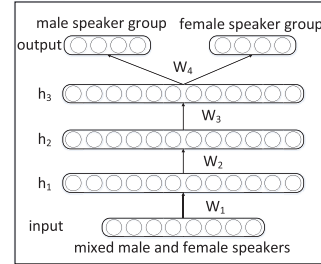 male speaker group female speaker group
output
W4
h3
W3
h2
W2
h1
W1
input
mixed male and female speakers